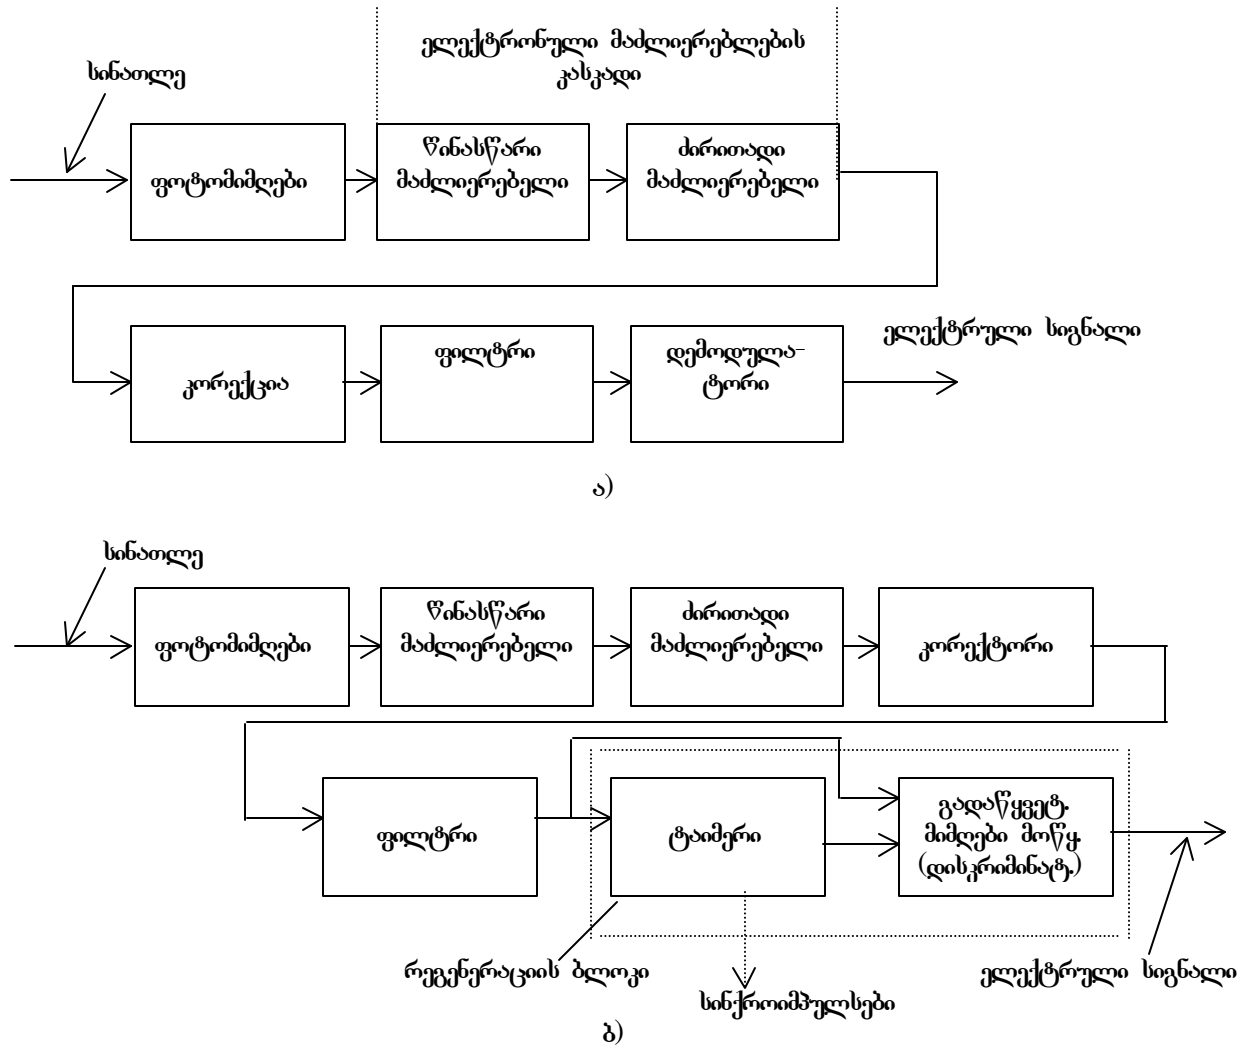 ელექტრონული მაძლიერებლების
კასკადი
სინათლე
ფოტომიმღები
წინასწარი
მაძლიერებელი
ძირითადი
მაძლიერებელი
კორექცია
ფილტრი
დემოდულა-
ტორი
ელექტრული სიგნალი
ა)
სინათლე
ფოტომიმღები
წინასწარი
მაძლიერებელი
ძირითადი
მაძლიერებელი
კორექტორი
ფილტრი
ტაიმერი
გადაწყვეტ.
მიმღები მოწყ.
(დისკრიმინატ.)
რეგენერაციის ბლოკი
სინქროიმპულსები
ელექტრული სიგნალი
ბ)